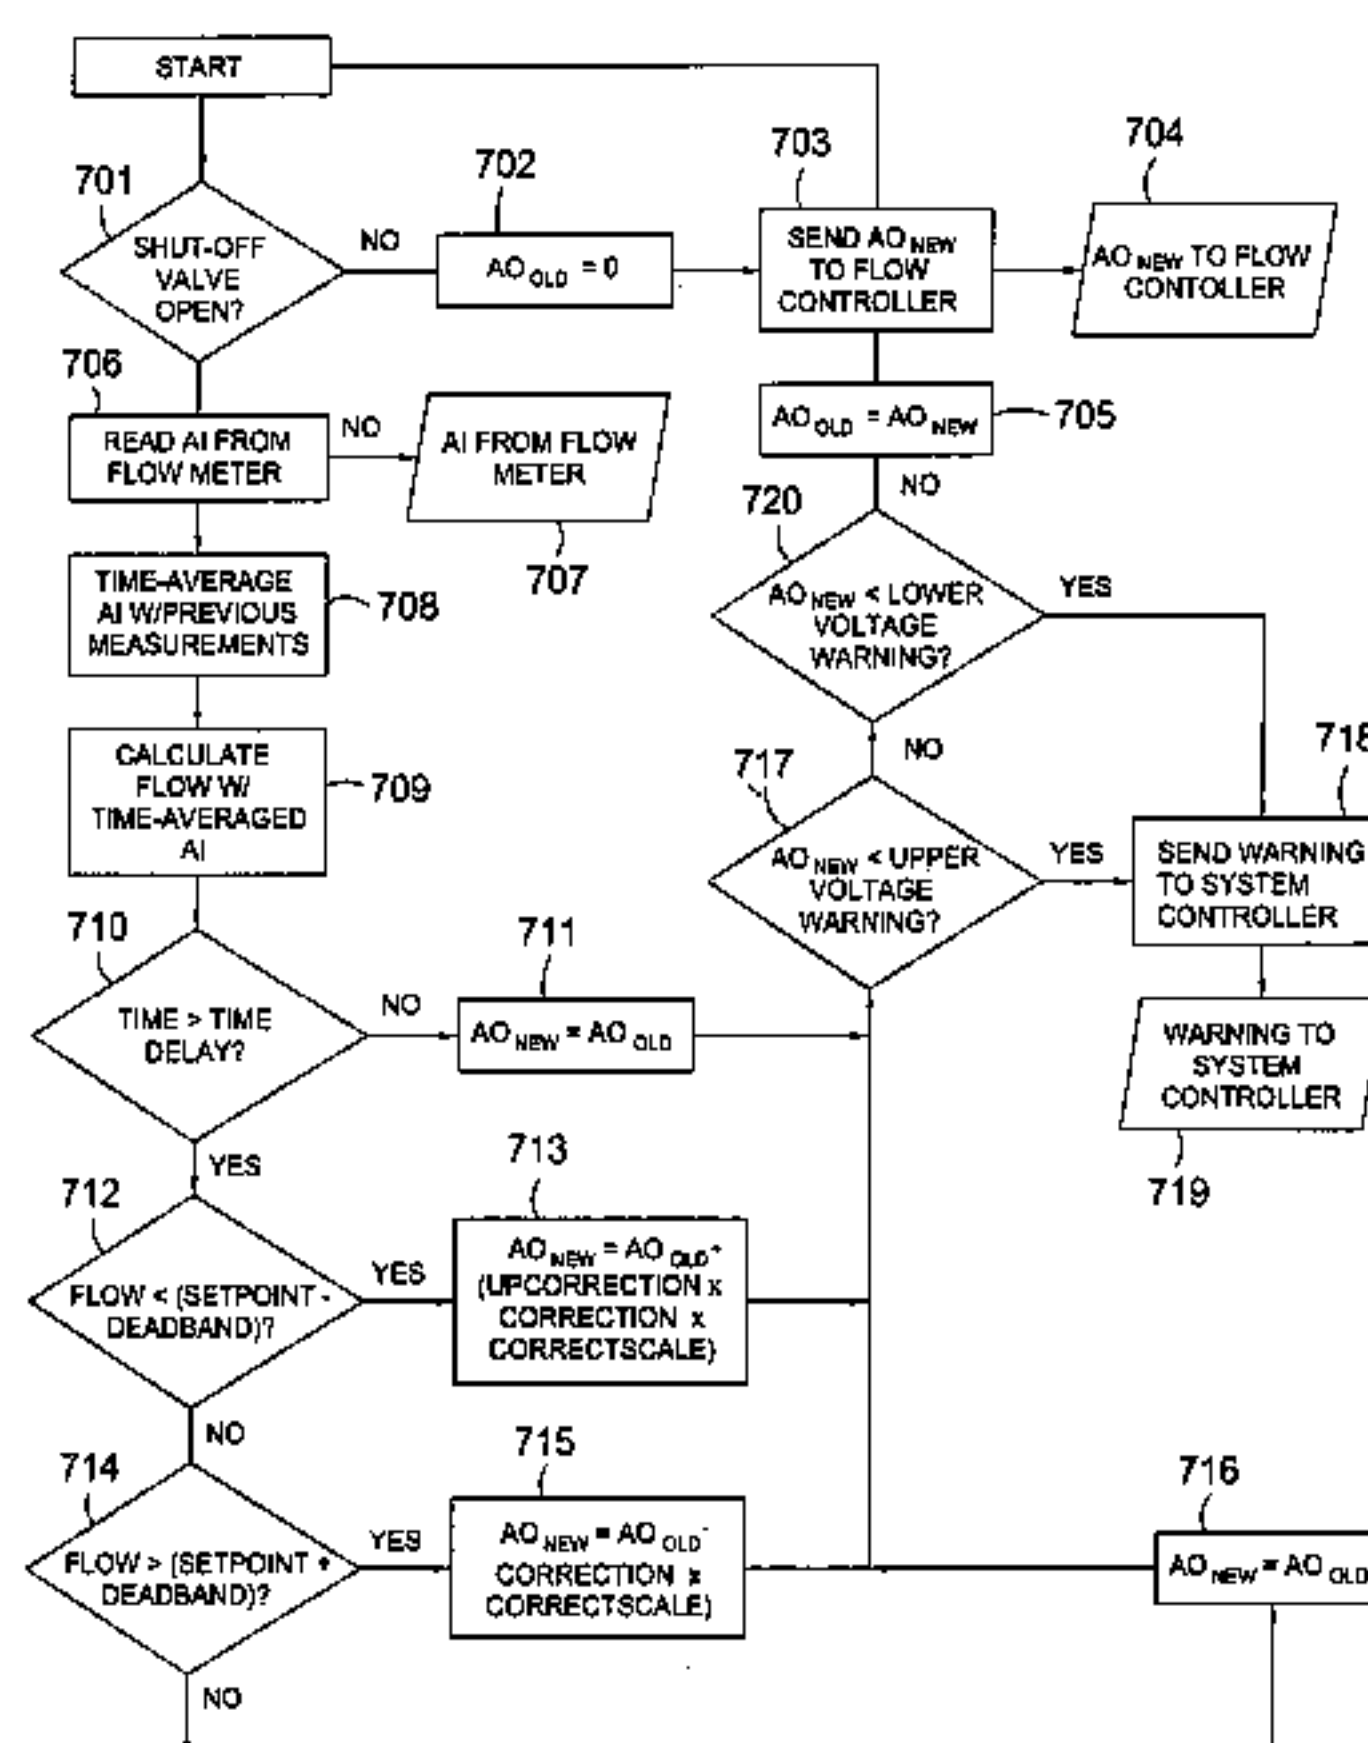 START
701
SHUT-OFF
VALVE
OPEN?
NO
702
AO OLD = 0
703
SEND AO NEW
TO FLOW
CONTROLLER
704
AO NEW TO FLOW
CONTOLLER
706
READ AI FROM
FLOW METER
NO
AI FROM FLOW
METER
707
AO OLD = AO NEW
705
NO
708
TIME-AVERAGE
AI W/PREVIOUS
MEASUREMENTS
720
AO NEW < LOWER
VOLTAGE
WARNING?
YES
709
CALCULATE
FLOW W/
TIME-AVERAGED
AI
NO
717
AO NEW < UPPER
VOLTAGE
WARNING?
YES
718
SEND WARNING
TO SYSTEM
CONTROLLER
710
TIME > TIME
DELAY?
NO
711
AO NEW = AO OLD
WARNING TO
SYSTEM
CONTROLLER
719
YES
712
FLOW < (SETPOINT -
DEADBAND)?
YES
713
AO NEW = AO OLD +
(UPCORRECTION x
CORRECTION x
CORRECTSCALE)
NO
714
FLOW > (SETPOINT +
DEADBAND)?
YES
715
AO NEW = AO OLD -
CORRECTION x
CORRECTSCALE)
716
AO NEW = AO OLD
NO